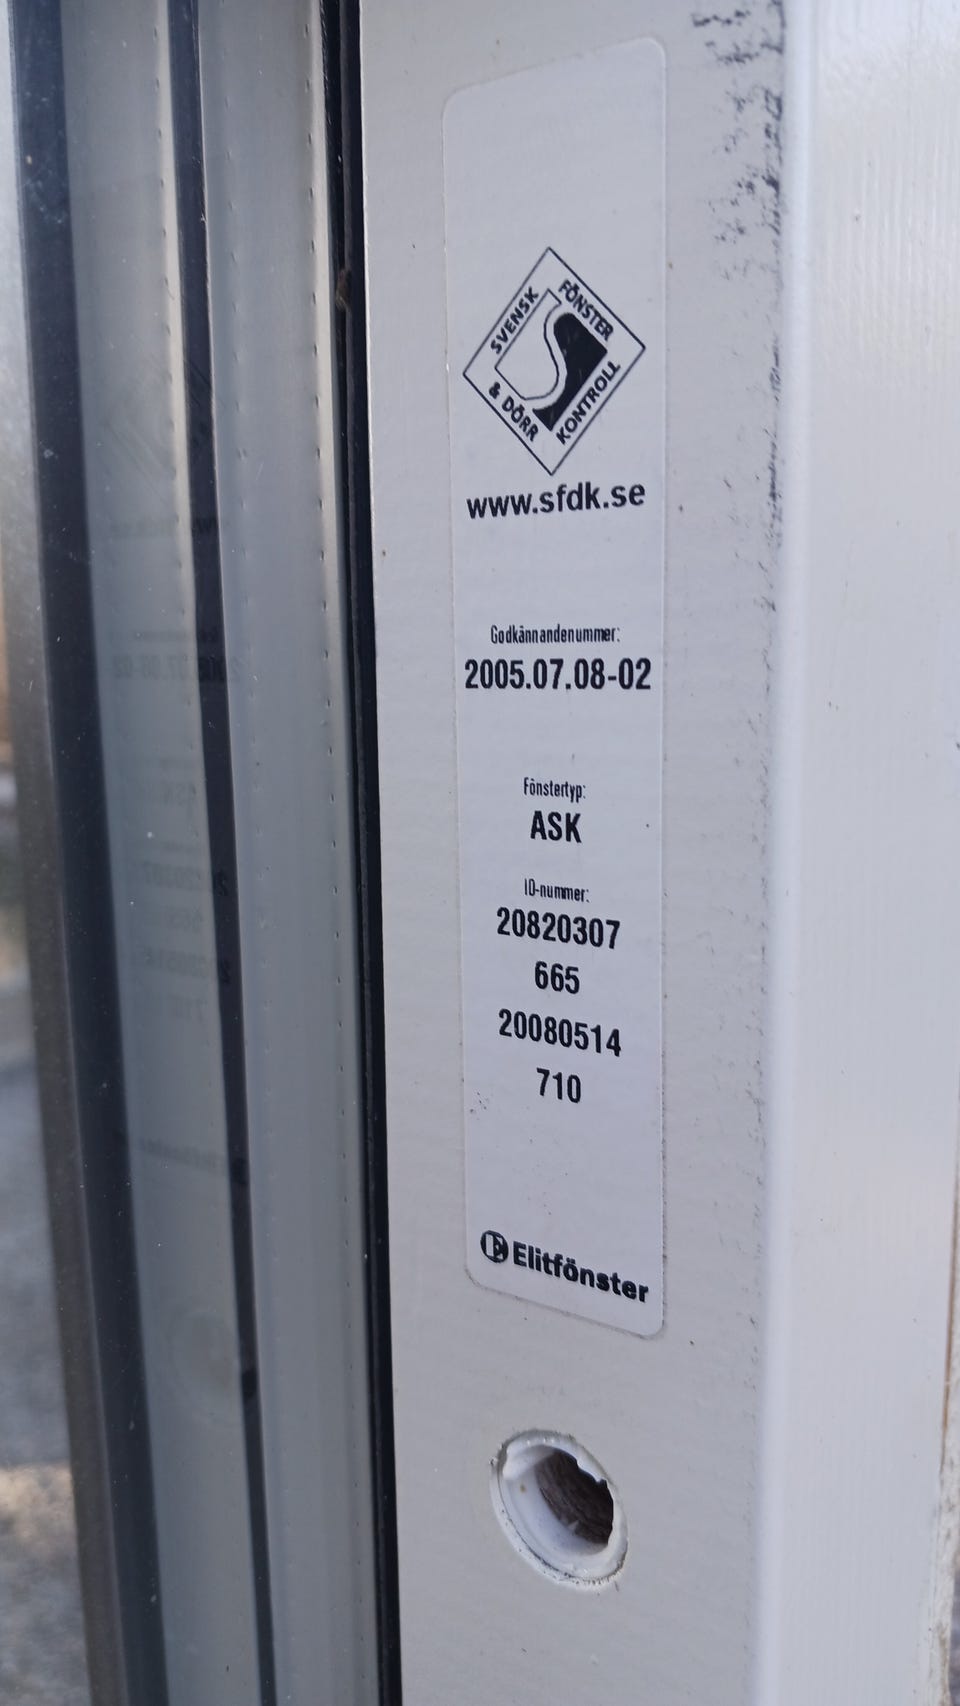 SVENSK
FÖNSTER
& DÖRR
KONTROLL
www.sfdk.se
Godkännandenummer:
2005.07.08-02
Fönstertyp:
ASK
ID-nummer:
20820307
665
20080514
710
E Elitfönster